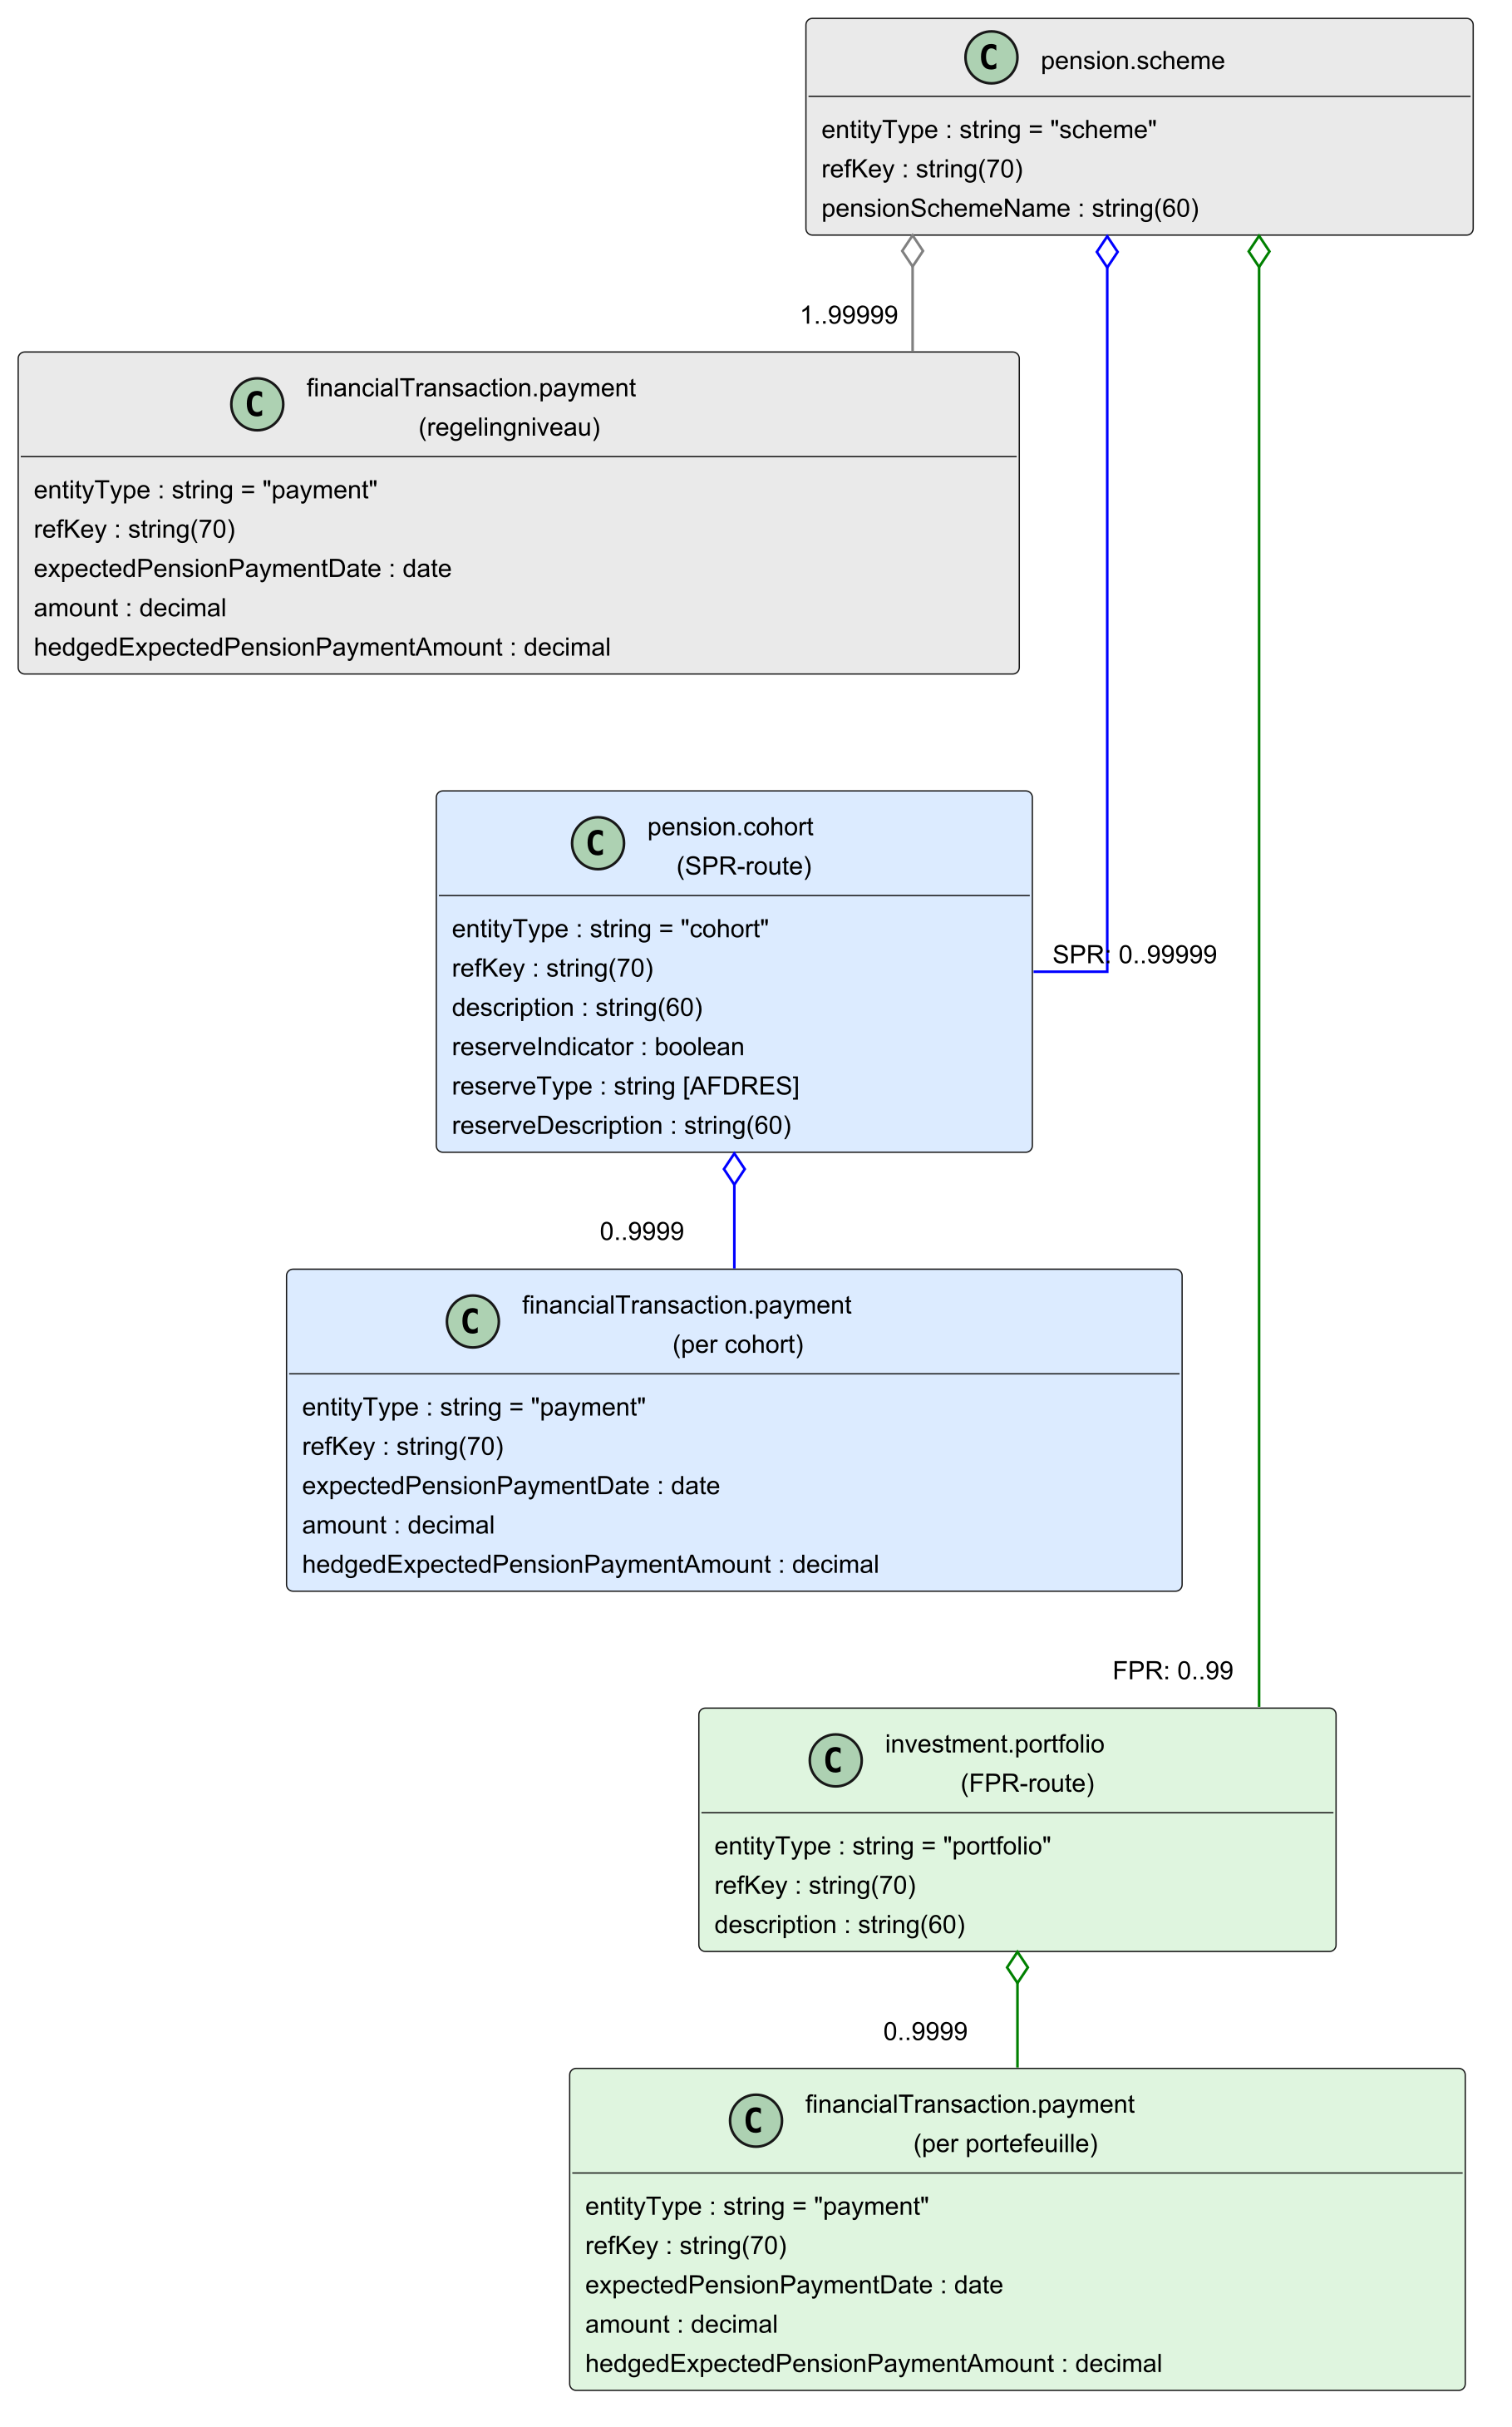 C
pension.scheme
entityType : string = "scheme"
refKey : string(70)
pensionSchemeName : string(60)
1..99999
C
financialTransaction.payment
(regelingniveau)
entityType : string = "payment"
refKey : string(70)
expectedPensionPaymentDate : date
amount : decimal
hedgedExpectedPensionPaymentAmount : decimal
C
pension.cohort
(SPR-route)
entityType : string = "cohort"
refKey : string(70)
description : string(60)
reserveIndicator : boolean
reserveType : string [AFDRES]
reserveDescription : string(60)
SPR: 0..99999
0..9999
C
financialTransaction.payment
(per cohort)
entityType : string = "payment"
refKey : string(70)
expectedPensionPaymentDate : date
amount : decimal
hedgedExpectedPensionPaymentAmount : decimal
FPR: 0..99
C
investment.portfolio
(FPR-route)
entityType : string = "portfolio"
refKey : string(70)
description : string(60)
0..9999
C
financialTransaction.payment
(per portefeuille)
entityType : string = "payment"
refKey : string(70)
expectedPensionPaymentDate : date
amount : decimal
hedgedExpectedPensionPaymentAmount : decimal